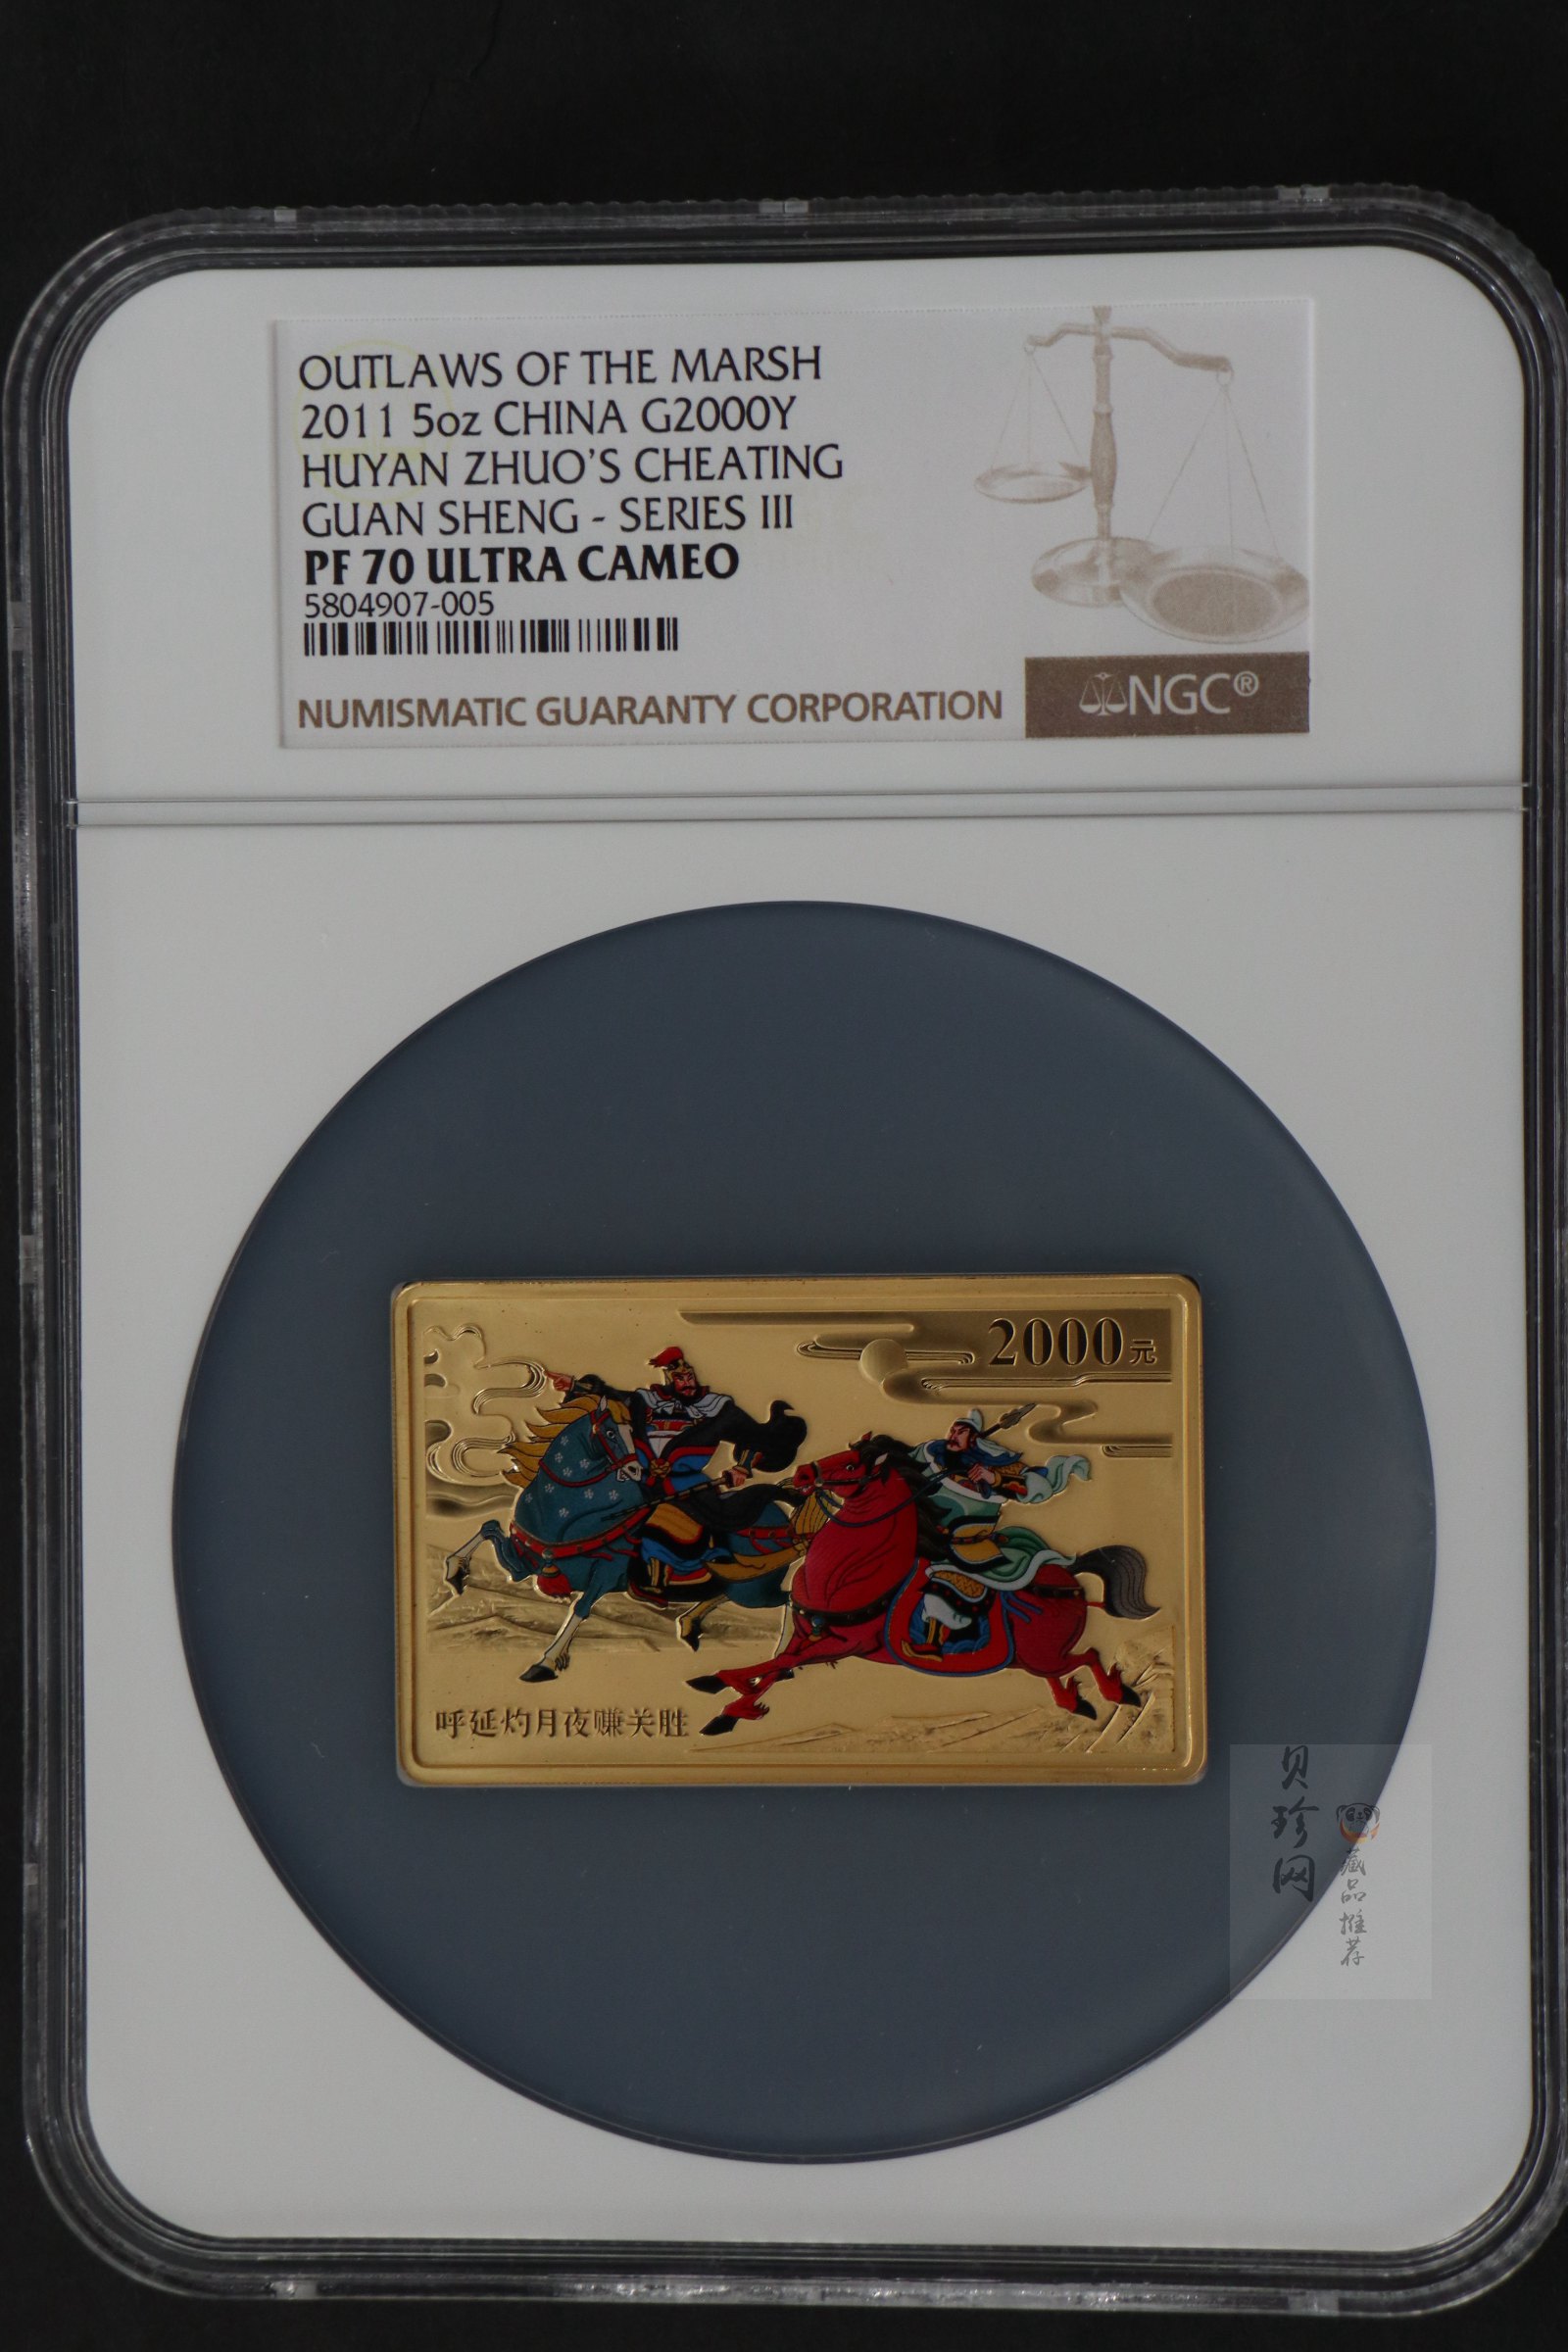 OUTLAWS OF THE MARSH
2011 5oz CHINA G2000Y
HUYAN ZHUO'S CHEATING
GUAN SHENG - SERIES III
PF 70 ULTRA CAMEO
5804907-005
NUMISMATIC GUARANTY CORPORATION
NGC®
2000元
呼延灼月夜赚关胜
贝珍网
藏品推荐